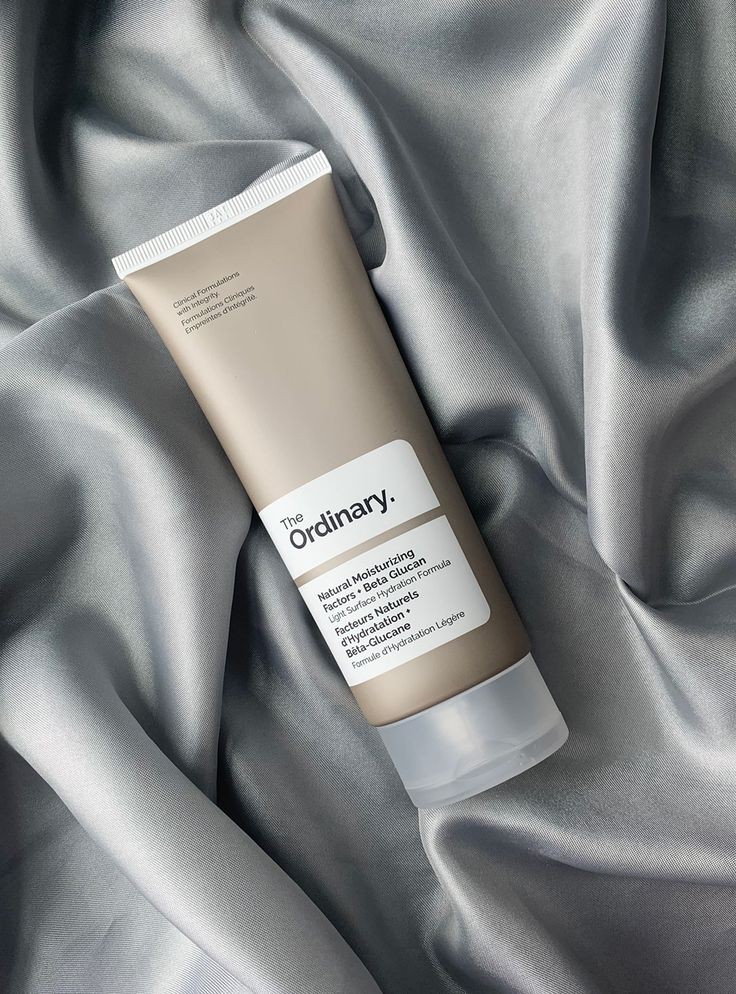 Clinical Formulations
with Integrity.
Formulations Cliniques
Empreintes d'Intégrité.
The
Ordinary.
Natural Moisturizing
Factors + Beta Glucan
Light Surface Hydration Formula
Facteurs Naturels
d'Hydratation +
Bêta-Glucane
Formule d'Hydratation Légère